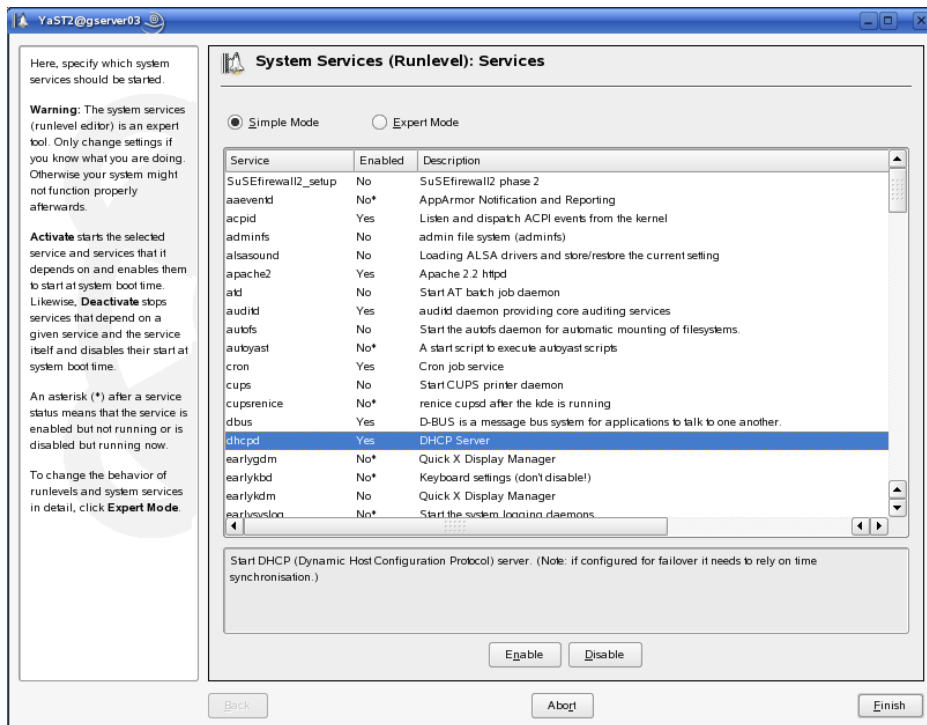 YaST2@gserver03
Here, specify which system
services should be started.
Warning: The system services
(runlevel editor) is an expert
tool. Only change settings if
you know what you are doing.
Otherwise your system might
not function properly
afterwards.
Activate starts the selected
service and services that it
depends on and enables them
to start at system boot time.
Likewise, Deactivate stops
services that depend on a
given service and the service
itself and disables their start at
system boot time.
An asterisk (*) after a service
status means that the service is
enabled but not running or is
disabled but running now.
To change the behavior of
runlevels and system services
in detail, click Expert Mode.
System Services (Runlevel): Services
Simple Mode Expert Mode
Service Enabled Description
SuSEfirewall2_setup No SuSEfirewall2 phase 2
aaeventd No* AppArmor Notification and Reporting
acpid Yes Listen and dispatch ACPI events from the kernel
adminfs No admin file system (adminfs)
alsasound No Loading ALSA drivers and store/restore the current setting
apache2 Yes Apache 2.2 httpd
atd No Start AT batch job daemon
auditd Yes auditd daemon providing core auditing services
autofs No Start the autofs daemon for automatic mounting of filesystems.
autoyast No* A start script to execute autoyast scripts
cron Yes Cron job service
cups No Start CUPS printer daemon
cupsrenice No* renice cupsd after the kde is running
dbus Yes D-BUS is a message bus system for applications to talk to one another.
dhcpd Yes DHCP Server
earlygdm No* Quick X Display Manager
earlykbd No* Keyboard settings (don't disable!)
earlykdm No Quick X Display Manager
earlysyslog No* Start the system logging daemons
Start DHCP (Dynamic Host Configuration Protocol) server. (Note: if configured for failover it needs to rely on time
synchronisation.)
Enable Disable
Back Abort Finish